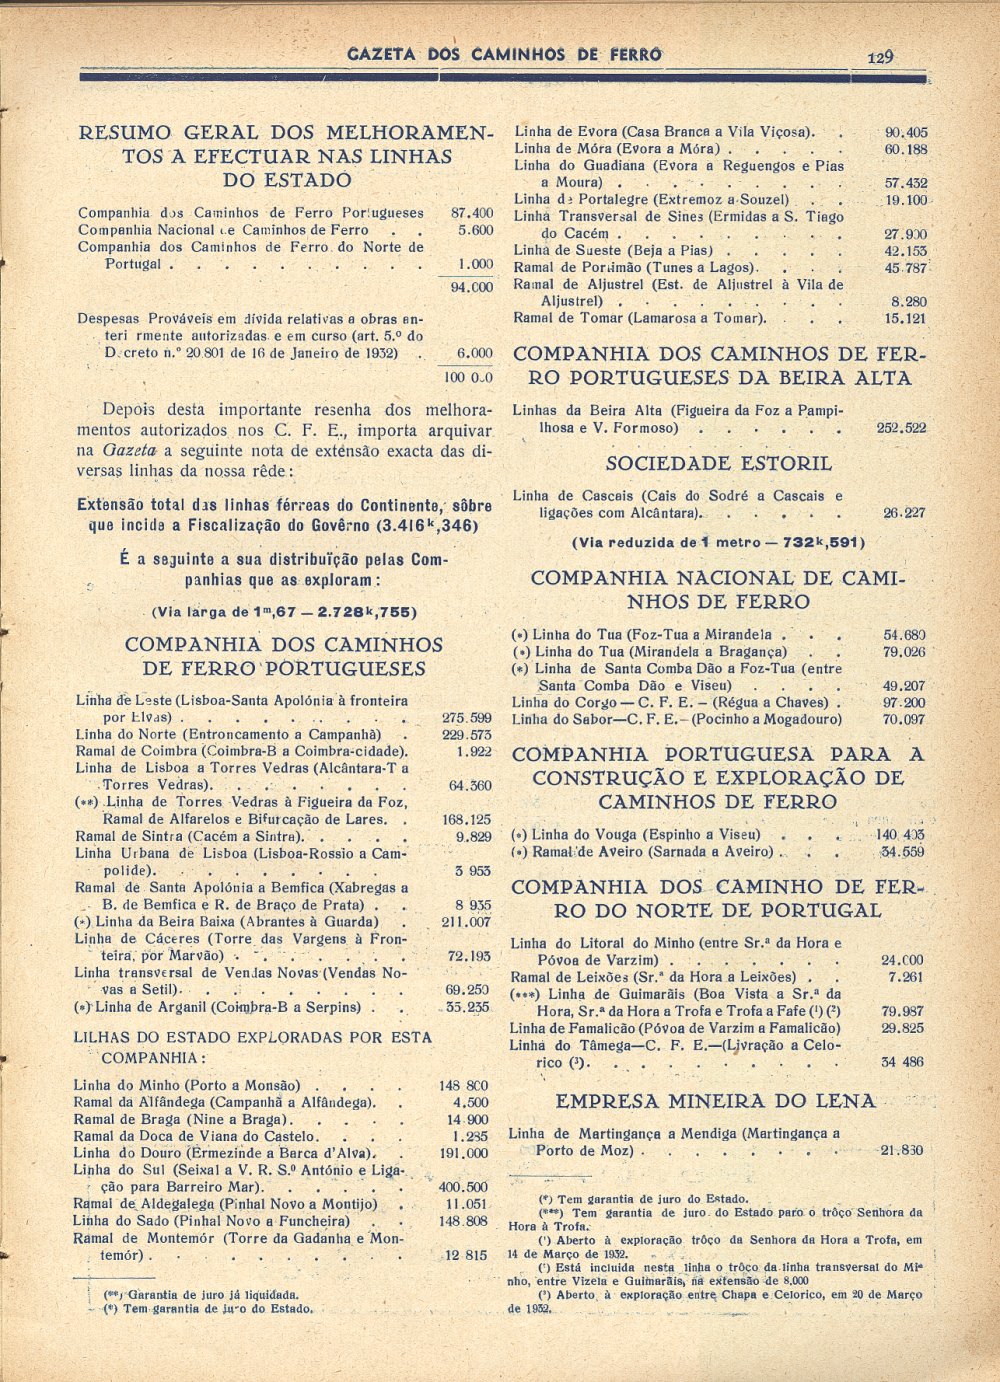 GAZETA DOS CAMINHOS DE FERRO
129
RESUMO GERAL DOS MELHORAMEN-
TOS A EFECTUAR NAS LINHAS
DO ESTADO
Companhia dos Caminhos de Ferro Portugueses 87.400
Companhia Nacional de Caminhos de Ferro . . 5.600
Companhia dos Caminhos de Ferro do Norte de
Portugal . . . . . . . . . . 1.000
94.000
Despesas Prováveis em dívida relativas a obras an-
teri rmente autorizadas e em curso (art. 5.º do
D.creto n.º 20.801 de 16 de Janeiro de 1932) . 6.000
100 0.0
Depois desta importante resenha dos melhora-
mentos autorizados nos C. F. E., importa arquivar
na Gazeta a seguinte nota de extensão exacta das di-
versas linhas da nossa rêde:
Extensão total das linhas férreas do Continente, sôbre
que incide a Fiscalização do Govêrno (3.416ᵏ,346)
É a seguinte a sua distribuïção pelas Com-
panhias que as exploram:
(Via larga de 1ᵐ,67 — 2.728ᵏ,755)
COMPANHIA DOS CAMINHOS
DE FERRO PORTUGUESES
Linha de Leste (Lisboa-Santa Apolónia à fronteira
por Elvas) . . . . . . . . . 275.599
Linha do Norte (Entroncamento a Campanhã) . 229.573
Ramal de Coimbra (Coimbra-B a Coimbra-cidade). 1.922
Linha de Lisboa a Torres Vedras (Alcântara-T a
Torres Vedras). . . . . . . . 64.360
(**) Linha de Torres Vedras à Figueira da Foz,
Ramal de Alfarelos e Bifurcação de Lares. . 168.125
Ramal de Sintra (Cacém a Sintra). . . . . 9.829
Linha Urbana de Lisboa (Lisboa-Rossio a Cam-
polide). . . . . . . . . 3 953
Ramal de Santa Apolónia a Bemfica (Xabregas a
B. de Bemfica e R. de Braço de Prata) . . 8 935
(*) Linha da Beira Baixa (Abrantes à Guarda) . 211.007
Linha de Cáceres (Torre das Vargens à Fron-
teira, por Marvão) . . . . . . . 72.193
Linha transversal de Vendas Novas (Vendas No-
vas a Setil). . . . . . . . . 69.250
(*) Linha de Arganil (Coimbra-B a Serpins) . . 35.235
LILHAS DO ESTADO EXPLORADAS POR ESTA
COMPANHIA:
Linha do Minho (Porto a Monsão) . . . . 148 800
Ramal da Alfândega (Campanhã a Alfândega). . 4.500
Ramal de Braga (Nine a Braga). . . . . 14 900
Ramal da Doca de Viana do Castelo. . . . 1.235
Linha do Douro (Ermezinde a Barca d'Alva). . 191.000
Linha do Sul (Seixal a V. R. S.º António e Liga-
ção para Barreiro Mar). . . . . . 400.500
Ramal de Aldegalega (Pinhal Novo a Montijo) . 11.051
Linha do Sado (Pinhal Novo a Funcheira) . . 148.808
Ramal de Montemór (Torre da Gadanha e Mon-
temór) . . . . . . . . . . 12 815
(**) Garantia de juro já liquidada.
(*) Tem garantia de juro do Estado.
Linha de Evora (Casa Branca a Vila Viçosa). . 90.405
Linha de Móra (Evora a Móra) . . . . . 60.188
Linha do Guadiana (Evora a Reguengos e Pias
a Moura) . . . . . . . . . 57.432
Linha de Portalegre (Extremoz a Souzel) . . 19.100
Linha Transversal de Sines (Ermidas a S. Tiago
do Cacém . . . . . . . . . 27.900
Linha de Sueste (Beja a Pias) . . . . . 42.153
Ramal de Portimão (Tunes a Lagos). . . . 45 787
Ramal de Aljustrel (Est. de Aljustrel à Vila de
Aljustrel) . . . . . . . . . 8.280
Ramal de Tomar (Lamarosa a Tomar). . . . 15.121
COMPANHIA DOS CAMINHOS DE FER-
RO PORTUGUESES DA BEIRA ALTA
Linhas da Beira Alta (Figueira da Foz a Pampi-
lhosa e V. Formoso) . . . . . . 252.522
SOCIEDADE ESTORIL
Linha de Cascais (Cais do Sodré a Cascais e
ligações com Alcântara). . . . . . 26.227
(Via reduzida de 1 metro — 732ᵏ,591)
COMPANHIA NACIONAL DE CAMI-
NHOS DE FERRO
(*) Linha do Tua (Foz-Tua a Mirandela . . . 54.680
(*) Linha do Tua (Mirandela a Bragança) . . 79.026
(*) Linha de Santa Comba Dão a Foz-Tua (entre
Santa Comba Dão e Viseu) . . . . 49.207
Linha do Corgo — C. F. E. — (Régua a Chaves) . 97.200
Linha do Sabor—C. F. E.—(Pocinho a Mogadouro) 70.097
COMPANHIA PORTUGUESA PARA A
CONSTRUÇÃO E EXPLORAÇÃO DE
CAMINHOS DE FERRO
(*) Linha do Vouga (Espinho a Viseu) . . . 140.403
(*) Ramal de Aveiro (Sarnada a Aveiro) . . . 34.559
COMPANHIA DOS CAMINHO DE FER-
RO DO NORTE DE PORTUGAL
Linha do Litoral do Minho (entre Sr.ª da Hora e
Póvoa de Varzim) . . . . . . . 24.000
Ramal de Leixões (Sr.ª da Hora a Leixões) . . 7.261
(***) Linha de Guimarãis (Boa Vista a Sr.ª da
Hora, Sr.ª da Hora a Trofa e Trofa a Fafe (¹) (²) 79.987
Linha de Famalicão (Póvoa de Varzim a Famalicão) 29.825
Linha do Tâmega—C. F. E.—(Livração a Celo-
rico (³). . . . . . . . . . 34 486
EMPRESA MINEIRA DO LENA
Linha de Martingança a Mendiga (Martingança a
Porto de Moz) . . . . . . . . 21.830
(*) Tem garantia de juro do Estado.
(***) Tem garantia de juro do Estado para o trôço Senhora da
Hora à Trofa.
(¹) Aberto à exploração trôço da Senhora da Hora a Trofa, em
14 de Março de 1932.
(²) Está incluida nesta linha o trôço da linha transversal do Mi-
nho, entre Vizela e Guimarãis, na extensão de 8,000
(³) Aberto à exploração entre Chapa e Celorico, em 20 de Março
de 1932.